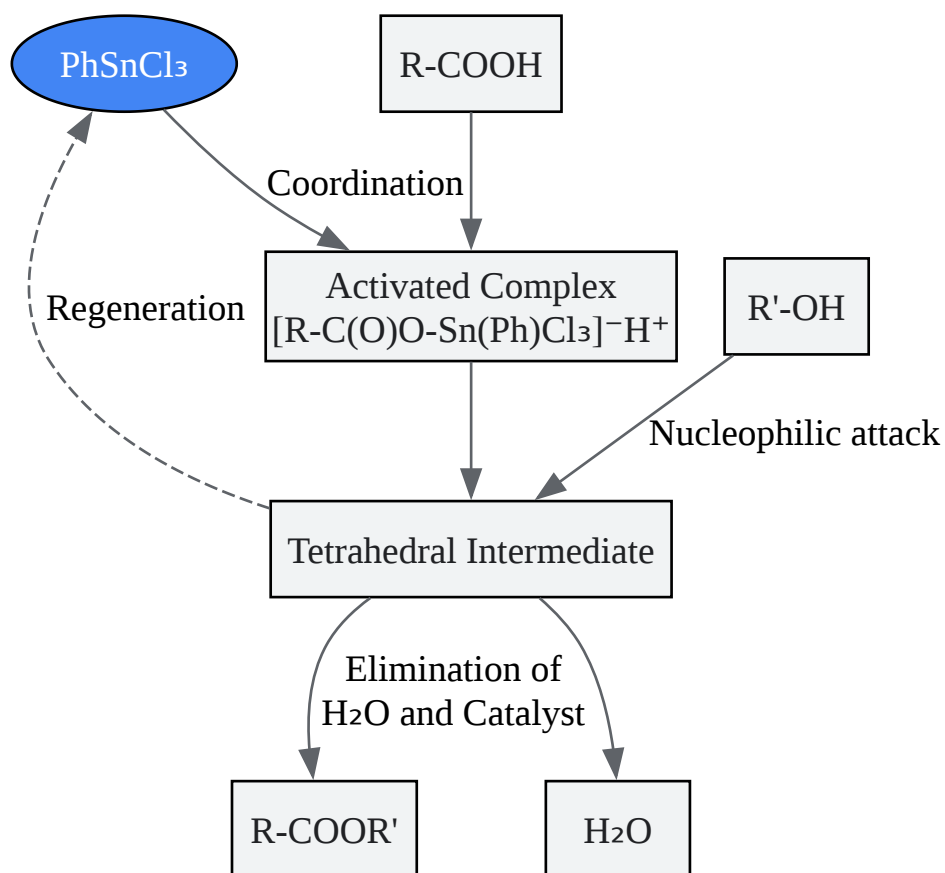 PhSnCl₃
R-COOH
Coordination
Activated Complex
[R-C(O)O-Sn(Ph)Cl₃]⁻H⁺
R'-OH
Regeneration
Nucleophilic attack
Tetrahedral Intermediate
Elimination of
H₂O and Catalyst
R-COOR'
H₂O